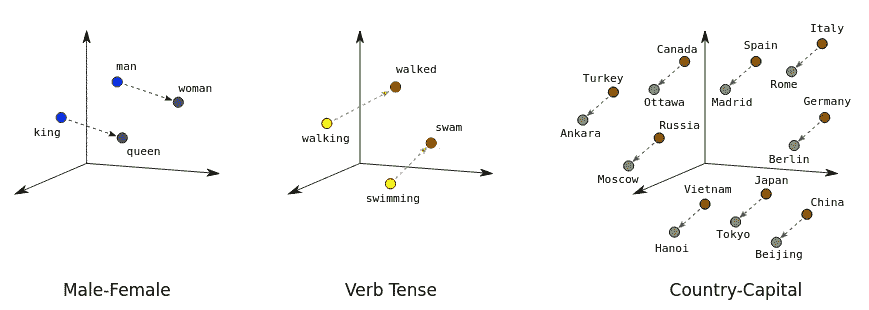 man
woman
king
queen
Male-Female
walked
walking
swam
swimming
Verb Tense
Italy
Canada
Spain
Turkey
Rome
Ottawa
Madrid
Germany
Ankara
Russia
Berlin
Moscow
Vietnam
Japan
China
Hanoi
Tokyo
Beijing
Country-Capital